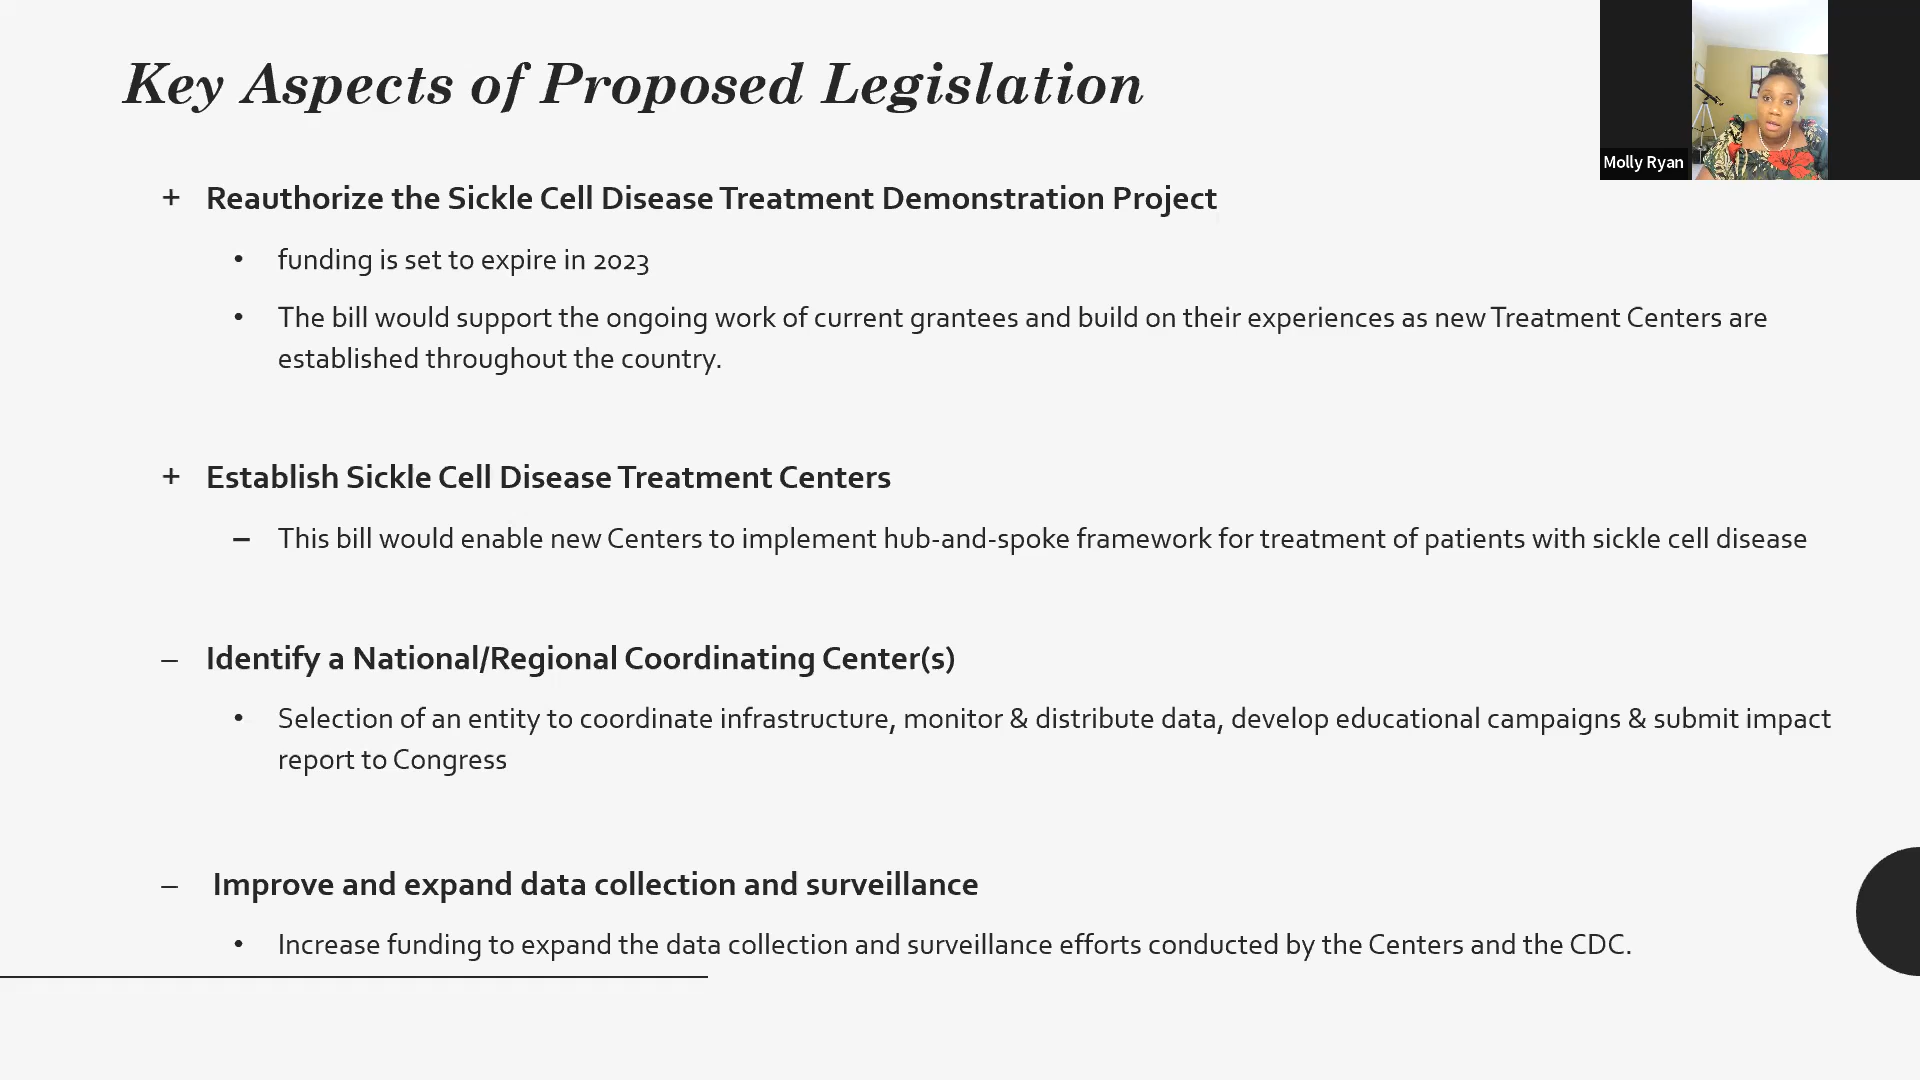 Key Aspects of Proposed Legislation
Molly Ryan
+ Reauthorize the Sickle Cell Disease Treatment Demonstration Project
• funding is set to expire in 2023
• The bill would support the ongoing work of current grantees and build on their experiences as new Treatment Centers are
established throughout the country.
+ Establish Sickle Cell Disease Treatment Centers
– This bill would enable new Centers to implement hub-and-spoke framework for treatment of patients with sickle cell disease
– Identify a National/Regional Coordinating Center(s)
• Selection of an entity to coordinate infrastructure, monitor & distribute data, develop educational campaigns & submit impact
report to Congress
– Improve and expand data collection and surveillance
• Increase funding to expand the data collection and surveillance efforts conducted by the Centers and the CDC.